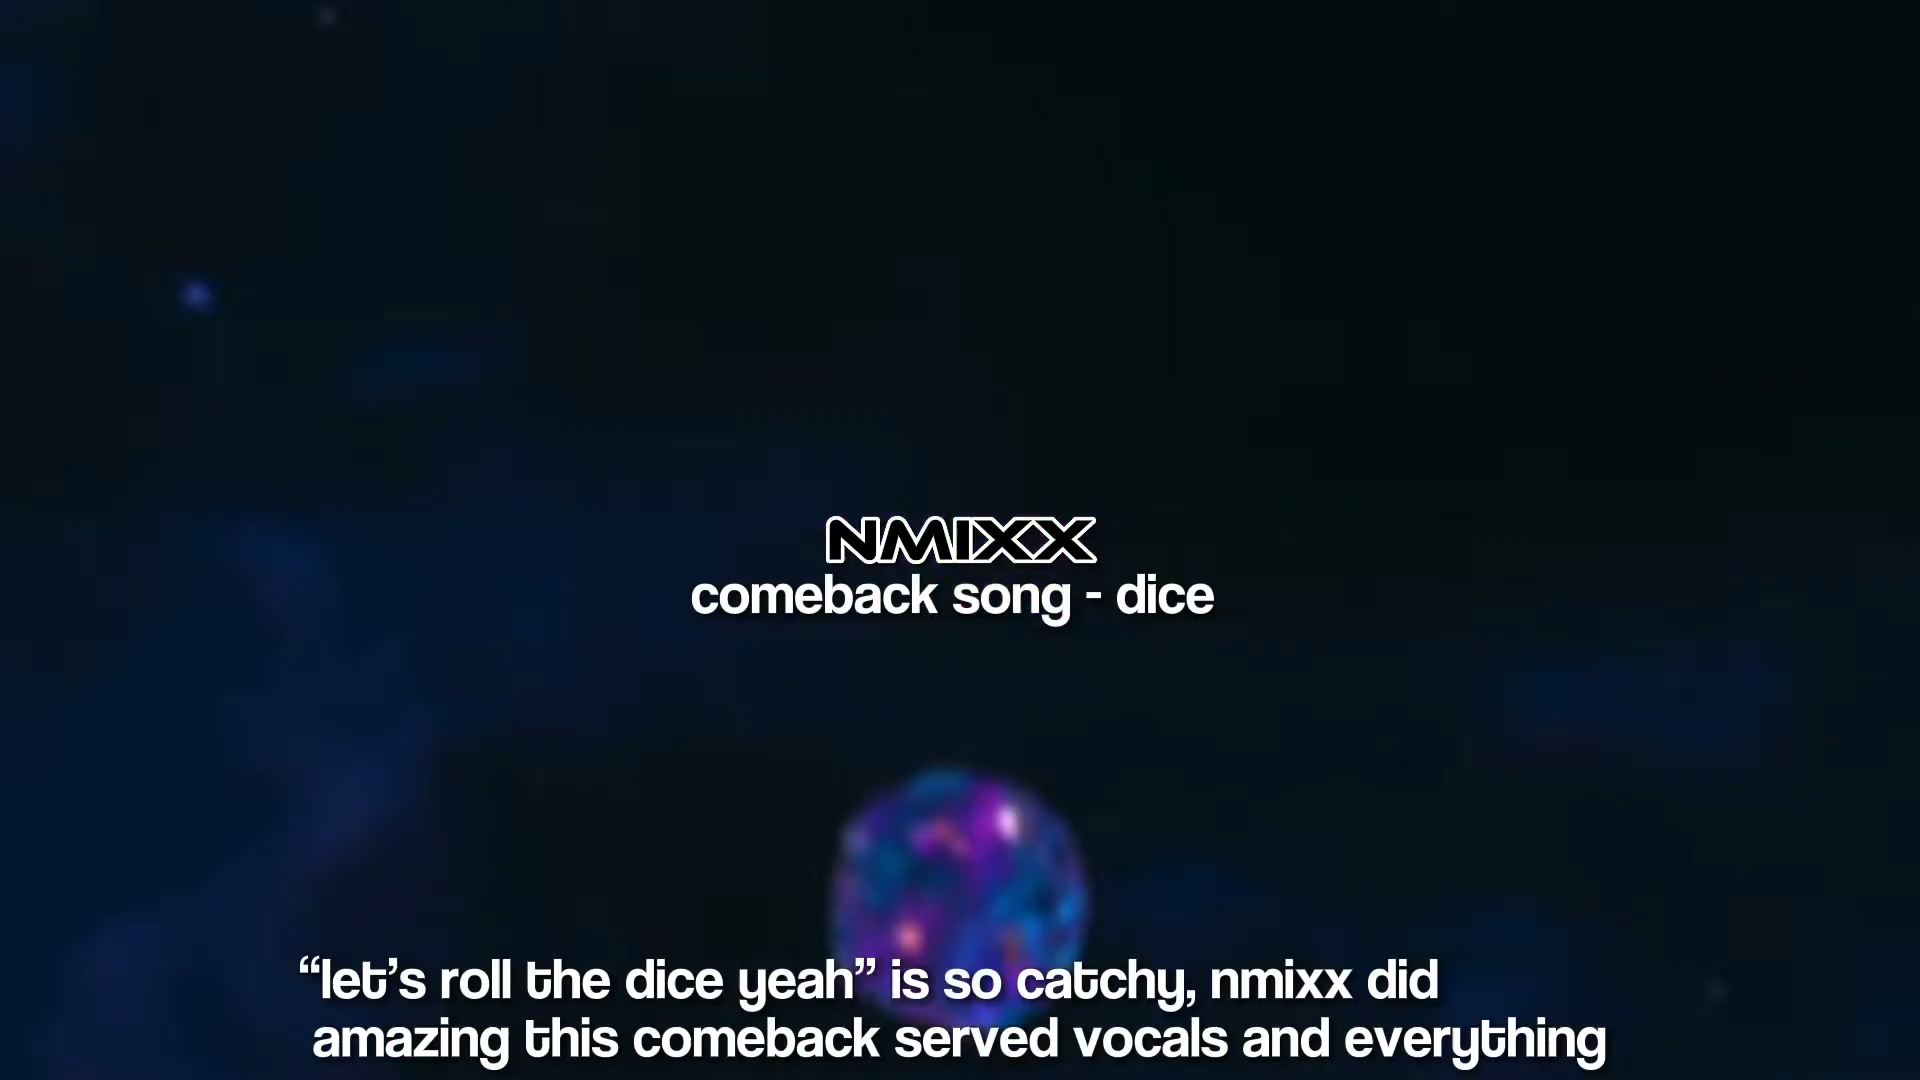 NMIXX
comeback song - dice
“let’s roll the dice yeah” is so catchy, nmixx did
amazing this comeback served vocals and everything